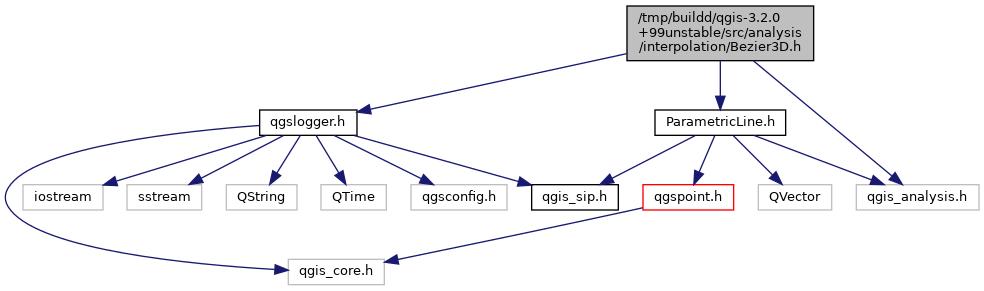 /tmp/buildd/qgis-3.2.0
+99unstable/src/analysis
/interpolation/Bezier3D.h
qgslogger.h
ParametricLine.h
iostream
sstream
QString
QTime
qgsconfig.h
qgis_sip.h
qgspoint.h
QVector
qgis_analysis.h
qgis_core.h